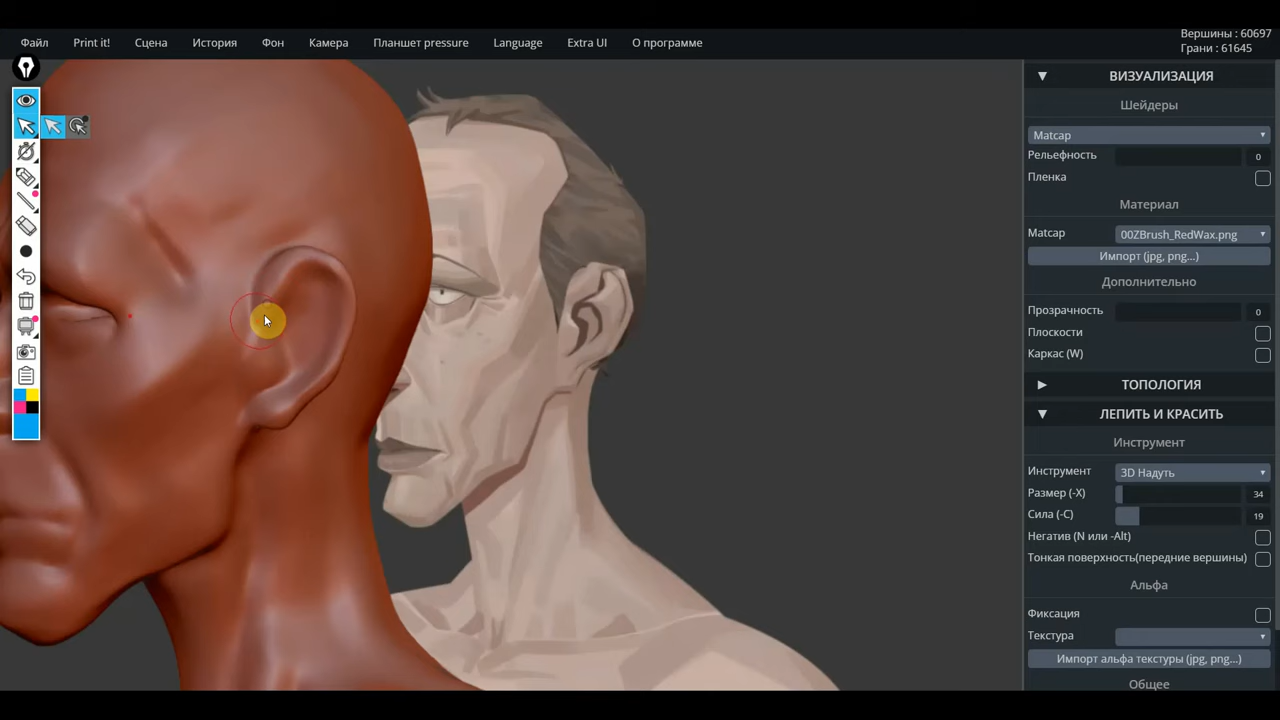 Файл Print it! Сцена История Фон Камера Планшет pressure Language Extra UI О программе
Вершины : 60697
Грани : 61645
ВИЗУАЛИЗАЦИЯ
Шейдеры
Matcap
Рельефность 0
Пленка
Материал
Matcap 00ZBrush_RedWax.png
Импорт (jpg, png...)
Дополнительно
Прозрачность 0
Плоскости
Каркас (W)
ТОПОЛОГИЯ
ЛЕПИТЬ И КРАСИТЬ
Инструмент
Инструмент 3D Надуть
Размер (-X) 34
Сила (-C) 19
Негатив (N или -Alt)
Тонкая поверхность(передние вершины)
Альфа
Фиксация
Текстура
Импорт альфа текстуры (jpg, png...)
Общее